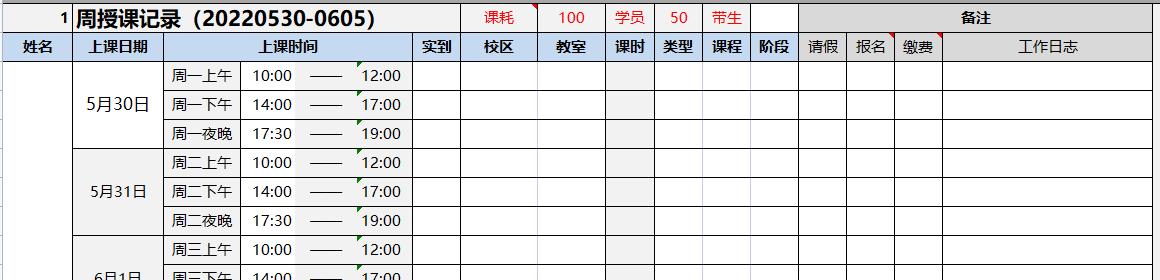 1 周授课记录（20220530-0605） 课耗 100 学员 50 带生 备注
姓名 上课日期 上课时间 实到 校区 教室 课时 类型 课程 阶段 请假 报名 缴费 工作日志
5月30日
周一上午 10:00 —— 12:00
周一下午 14:00 —— 17:00
周一夜晚 17:30 —— 19:00
5月31日
周二上午 10:00 —— 12:00
周二下午 14:00 —— 17:00
周二夜晚 17:30 —— 19:00
6月1日
周三上午 10:00 —— 12:00
周三下午 14:00 —— 17:00